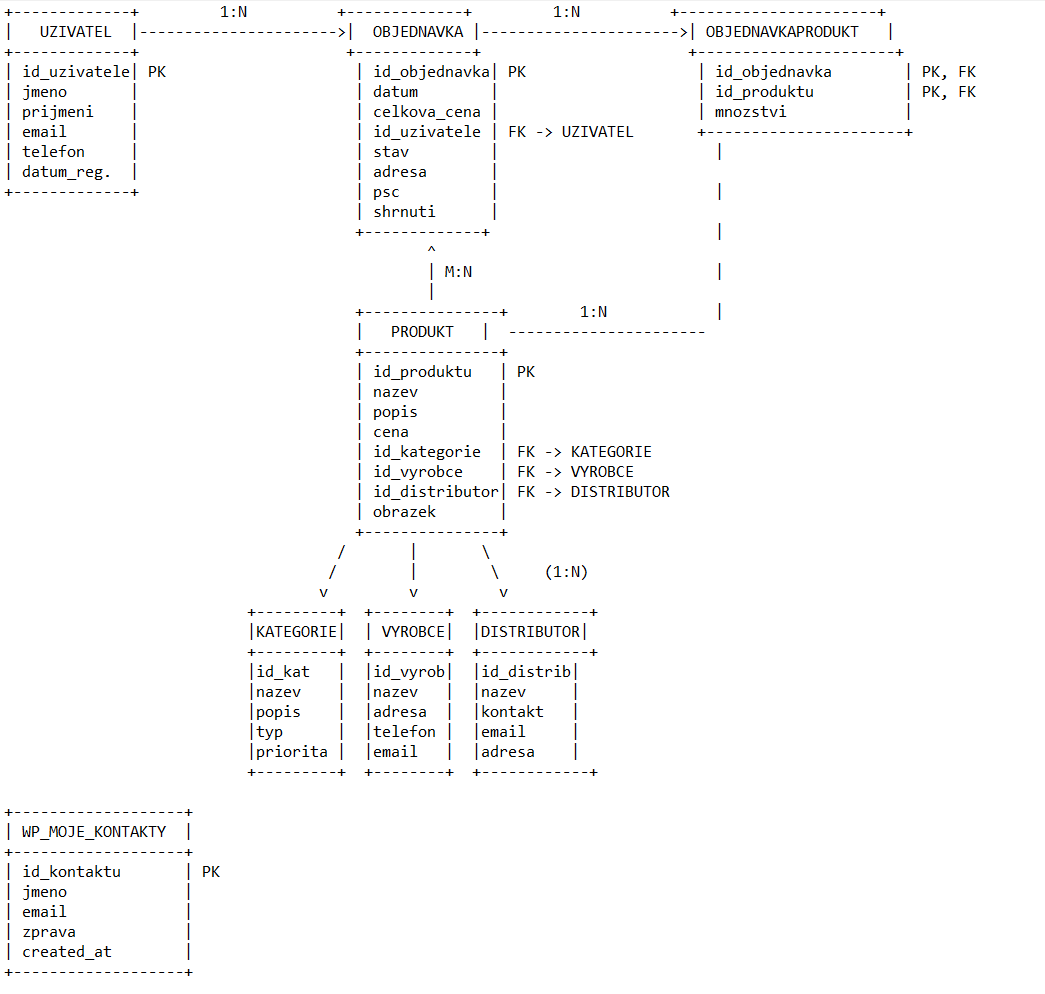 +-------------+         1:N          +-------------+         1:N          +----------------------+
|   UZIVATEL  |---------------------->|  OBJEDNAVKA |---------------------->| OBJEDNAVKAPRODUKT   |
+-------------+                       +-------------+                       +----------------------+
| id_uzivatele| PK                     | id_objednavka| PK                   | id_objednavka        | PK, FK
| jmeno       |                        | datum        |                      | id_produktu          | PK, FK
| prijmeni    |                        | celkova_cena |                      | mnozstvi             |
| email       |                        | id_uzivatele | FK -> UZIVATEL       +----------------------+
| telefon     |                        | stav         |                        |
| datum_reg.  |                        | adresa       |
+-------------+                        | psc          |                        |
| shrnuti      |
+-------------+                          |
^
| M:N                           |
|
+---------------+        1:N            |
|   PRODUKT   |  ----------------------
+---------------+
| id_produktu   | PK
| nazev         |
| popis         |
| cena          |
| id_kategorie  | FK -> KATEGORIE
| id_vyrobce    | FK -> VYROBCE
| id_distributor| FK -> DISTRIBUTOR
| obrazek       |
+---------------+
/       |       \
/        |        \     (1:N)
v         v         v
+---------+  +--------+  +------------+
|KATEGORIE|  | VYROBCE|  |DISTRIBUTOR|
+---------+  +--------+  +------------+
|id_kat   |  |id_vyrob|  |id_distrib|
|nazev    |  |nazev   |  |nazev     |
|popis    |  |adresa  |  |kontakt   |
|typ      |  |telefon |  |email     |
|priorita |  |email   |  |adresa    |
+---------+  +--------+  +------------+
+-------------------+
| WP_MOJE_KONTAKTY  |
+-------------------+
| id_kontaktu       | PK
| jmeno             |
| email             |
| zprava            |
| created_at        |
+-------------------+